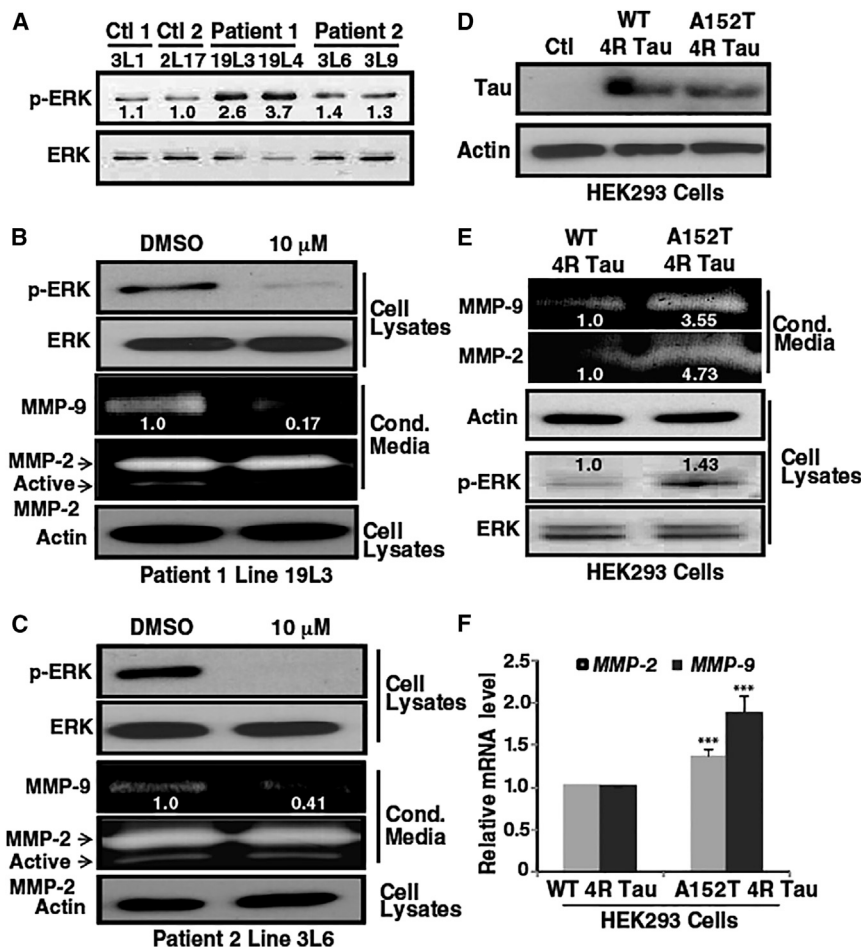 A
Ctl 1 Ctl 2 Patient 1 Patient 2
3L1 2L17 19L3 19L4 3L6 3L9
p-ERK
1.1 1.0 2.6 3.7 1.4 1.3
ERK
B
DMSO 10 μM
p-ERK
ERK
Cell
Lysates
MMP-9
1.0 0.17
MMP-2
Active
MMP-2
Cond.
Media
Actin
Cell
Lysates
Patient 1 Line 19L3
C
DMSO 10 μM
p-ERK
ERK
Cell
Lysates
MMP-9
1.0 0.41
MMP-2
Active
MMP-2
Cond.
Media
Actin
Cell
Lysates
Patient 2 Line 3L6
D
Ctl
WT
4R Tau
A152T
4R Tau
Tau
Actin
HEK293 Cells
E
WT
4R Tau
A152T
4R Tau
MMP-9
1.0 3.55
MMP-2
1.0 4.73
Cond.
Media
Actin
p-ERK
1.0 1.43
ERK
Cell
Lysates
HEK293 Cells
F
Relative mRNA level
2.5
2.0
1.5
1.0
0.5
0
MMP-2 MMP-9
***
***
WT 4R Tau A152T 4R Tau
HEK293 Cells